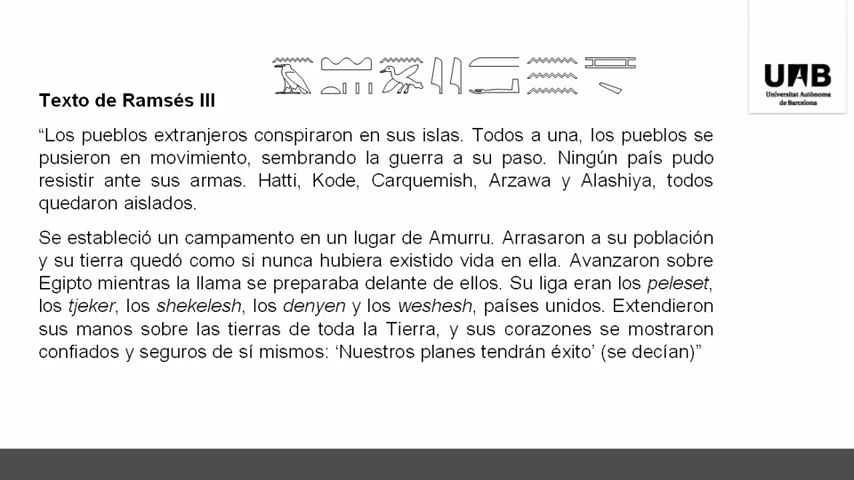 UAB
Universitat Autònoma
de Barcelona
Texto de Ramsés III
“Los pueblos extranjeros conspiraron en sus islas. Todos a una, los pueblos se
pusieron en movimiento, sembrando la guerra a su paso. Ningún país pudo
resistir ante sus armas. Hatti, Kode, Carquemish, Arzawa y Alashiya, todos
quedaron aislados.
Se estableció un campamento en un lugar de Amurru. Arrasaron a su población
y su tierra quedó como si nunca hubiera existido vida en ella. Avanzaron sobre
Egipto mientras la llama se preparaba delante de ellos. Su liga eran los peleset,
los tjeker, los shekelesh, los denyen y los weshesh, países unidos. Extendieron
sus manos sobre las tierras de toda la Tierra, y sus corazones se mostraron
confiados y seguros de sí mismos: ‘Nuestros planes tendrán éxito’ (se decían)”